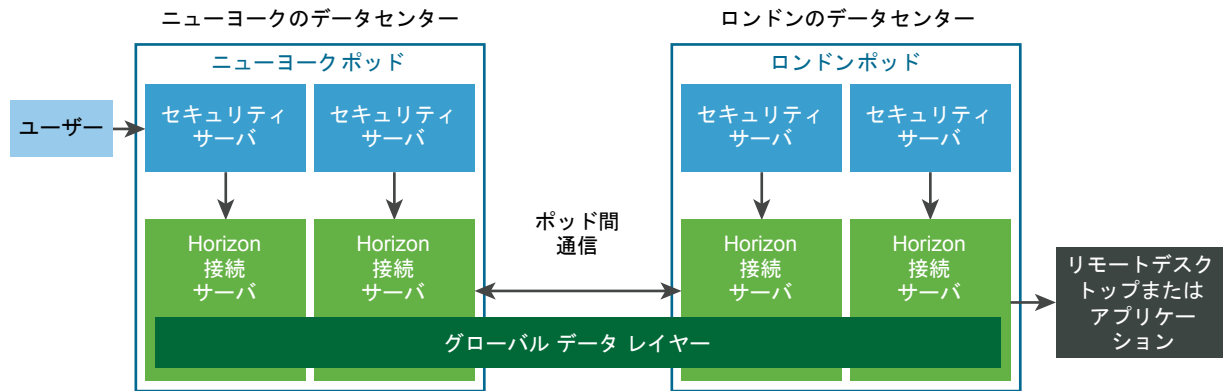 ニューヨークのデータセンター
ロンドンのデータセンター
ニューヨーク ポッド
ロンドンポッド
ユーザー
セキュリティ
サーバ
セキュリティ
サーバ
セキュリティ
サーバ
セキュリティ
サーバ
ポッド間
通信
Horizon
接続
サーバ
Horizon
接続
サーバ
Horizon
接続
サーバ
Horizon
接続
サーバ
リモートデスク
トップまたは
アプリケー
ション
グローバル データ レイヤー